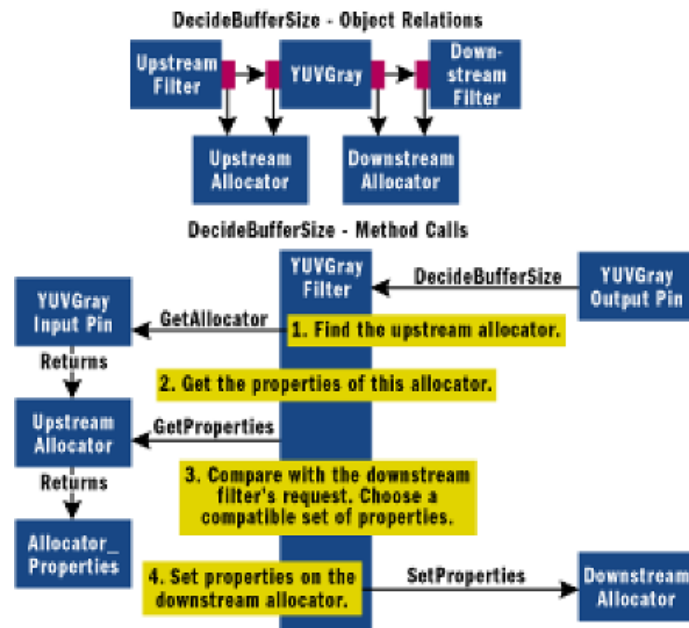 DecideBufferSize - Object Relations
Upstream
Filter
YUVGray
Down-
stream
Filter
Upstream
Allocator
Downstream
Allocator
DecideBufferSize - Method Calls
YUVGray
Filter
DecideBufferSize
YUVGray
Output Pin
YUVGray
Input Pin
GetAllocator
1. Find the upstream allocator.
Returns
2. Get the properties of this allocator.
Upstream
Allocator
GetProperties
3. Compare with the downstream
filter's request. Choose a
compatible set of properties.
Returns
Allocator_
Properties
4. Set properties on the
downstream allocator.
SetProperties
Downstream
Allocator